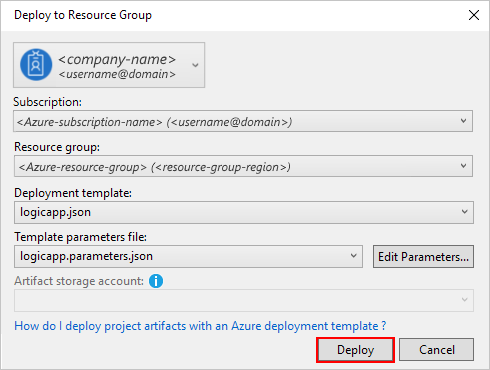 Deploy to Resource Group
<company-name>
<username@domain>
Subscription:
<Azure-subscription-name> (<username@domain>)
Resource group:
<Azure-resource-group> (<resource-group-region>)
Deployment template:
logicapp.json
Template parameters file:
logicapp.parameters.json
Edit Parameters...
Artifact storage account:
How do I deploy project artifacts with an Azure deployment template ?
Deploy
Cancel